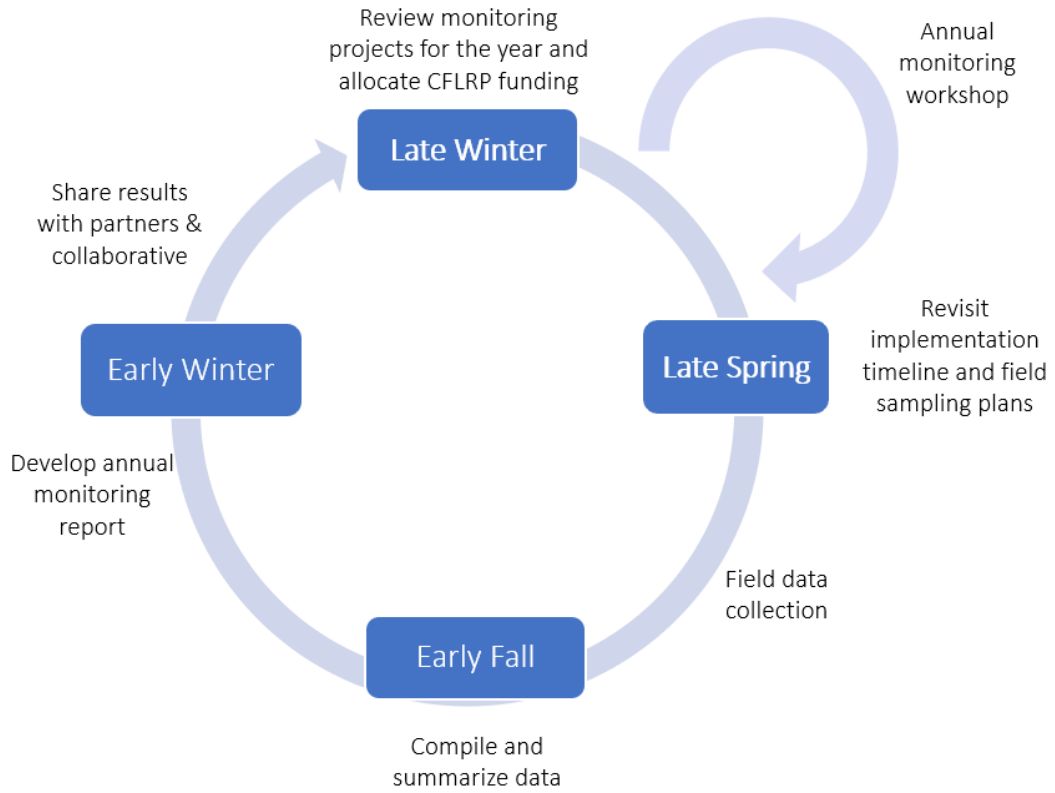 Review monitoring
projects for the year and
allocate CFLRP funding
Annual
monitoring
workshop
Late Winter
Share results
with partners &
collaborative
Revisit
implementation
timeline and field
sampling plans
Early Winter
Late Spring
Develop annual
monitoring
report
Field data
collection
Early Fall
Compile and
summarize data